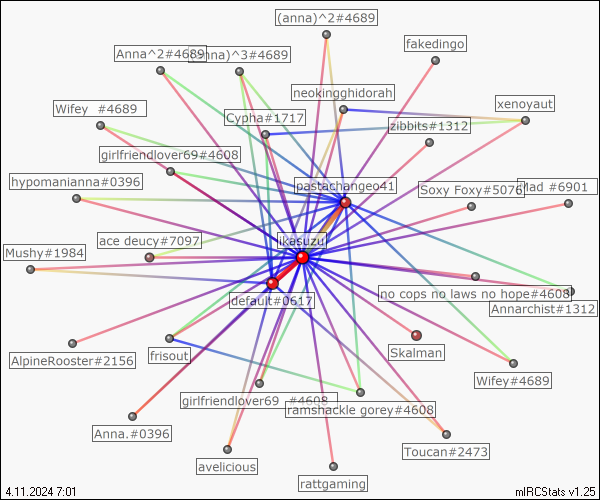 (anna)^2#4689
fakedingo
Anna^2#4689
nna)^3#4689
neokingghidorah
xenoyaut
Wifey #4689
Cypha#1717
zibbits#1312
girlfriendlover69#4608
hypomanianna#0396
pastachangeo41
Soxy Foxy#5076
Mad #6901
ace deucy#7097
ikasuzu
Mushy#1984
no cops no laws no hope#4608
default#0617
Annarchist#1312
AlpineRooster#2156
frisout
Skalman
Wifey#4689
girlfriendlover69 #4608
ramshackle gorey#4608
Anna.#0396
Toucan#2473
avelicious
rattgaming
4.11.2024 7:01
mIRCStats v1.25